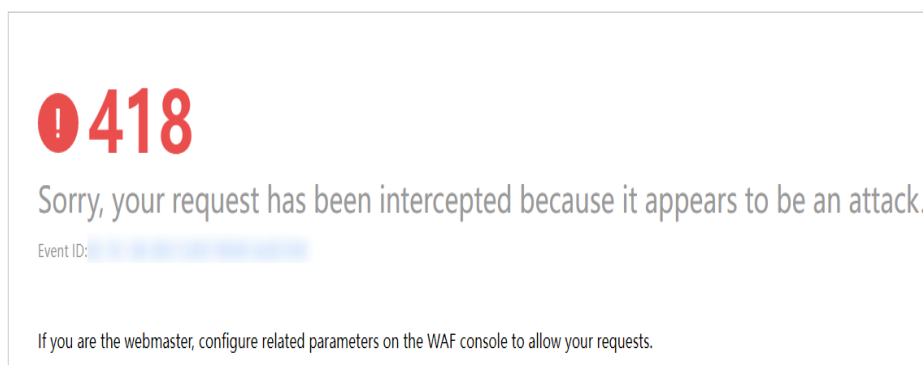 418
Sorry, your request has been intercepted because it appears to be an attack.
Event ID:
If you are the webmaster, configure related parameters on the WAF console to allow your requests.